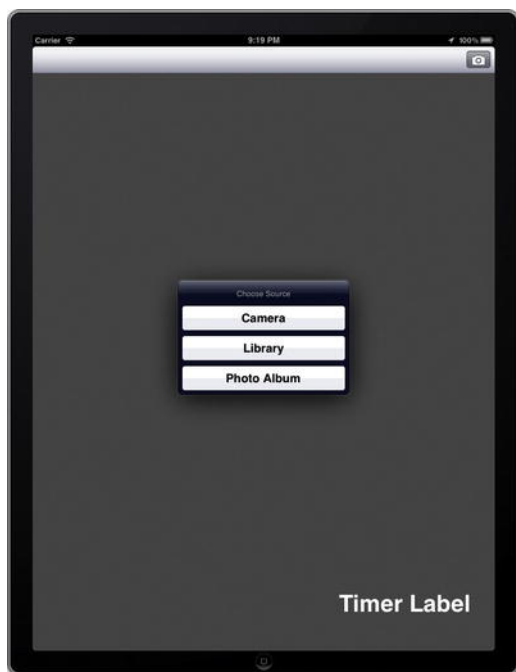 Carrier 9:19 PM 100%
Choose Source
Camera
Library
Photo Album
Timer Label